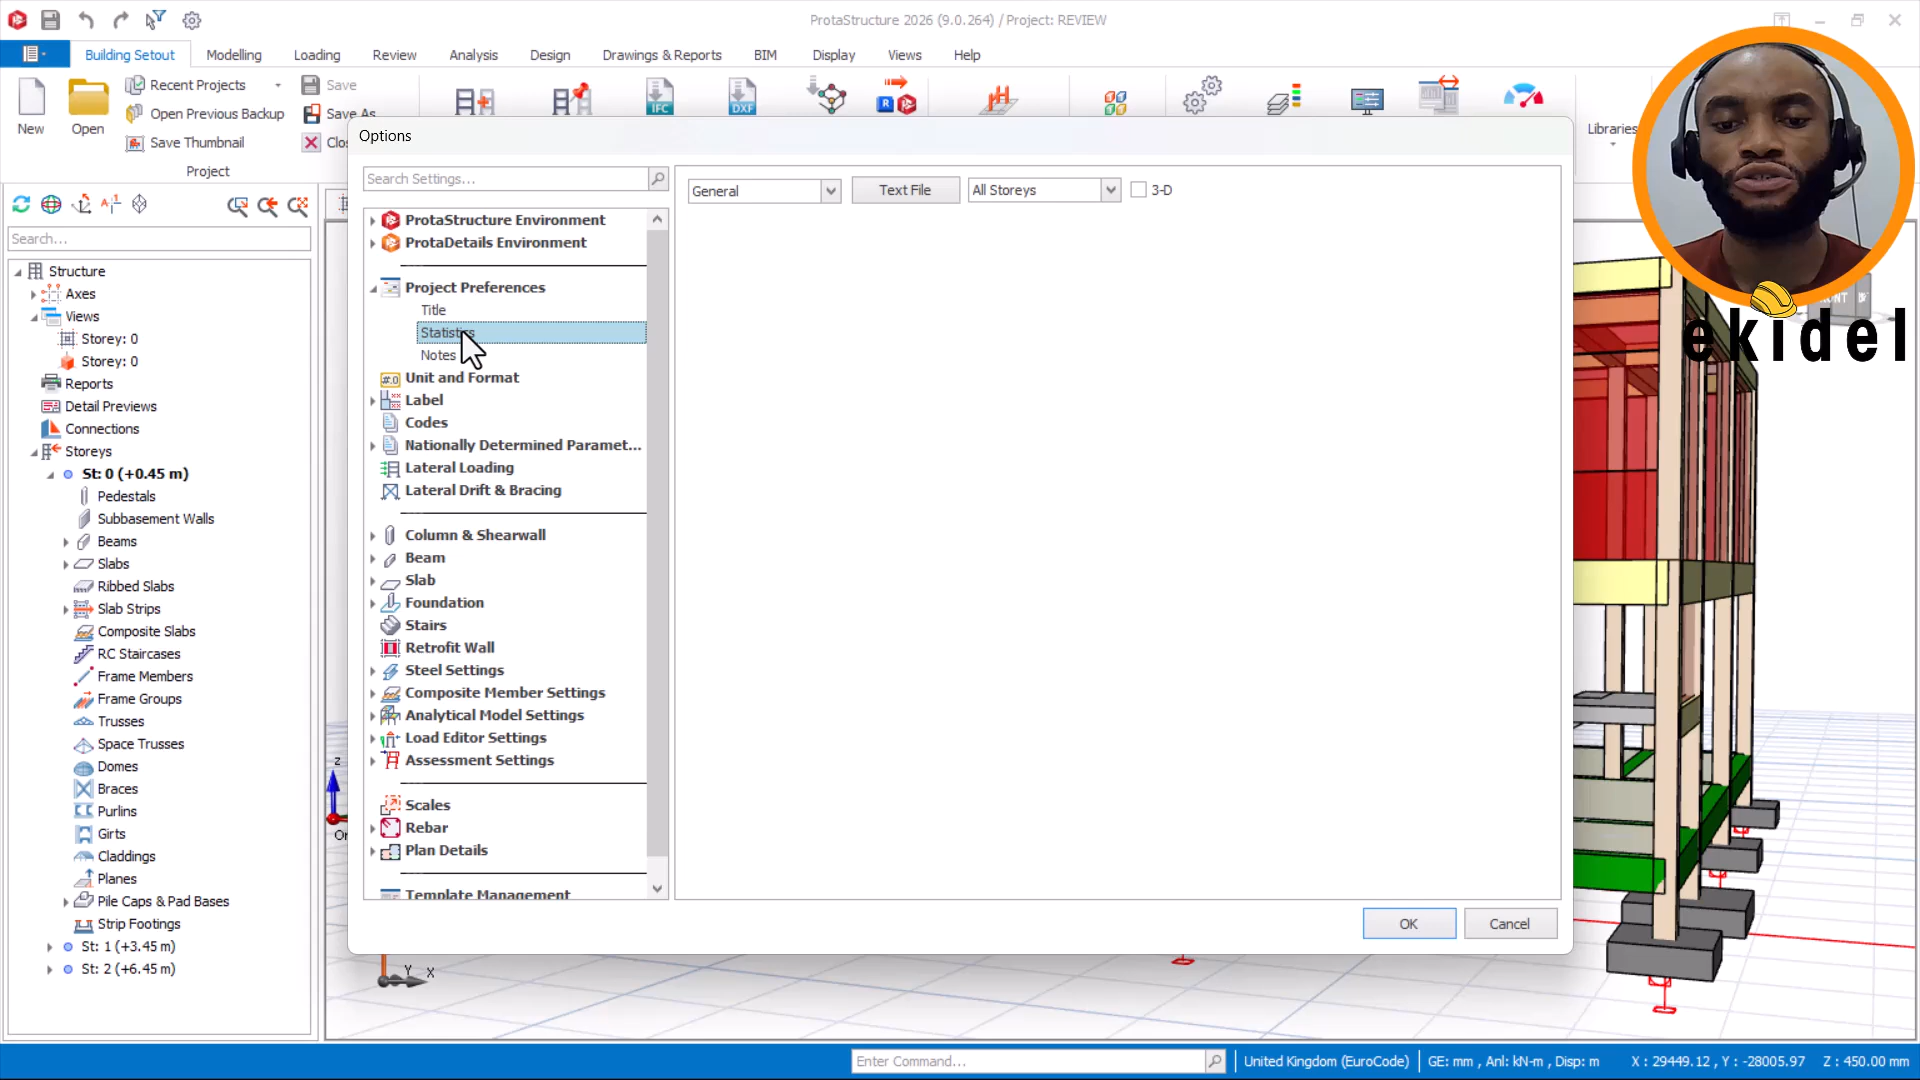 ProtaStructure 2026 (9.0.264) / Project: REVIEW
Building Setout
Modelling
Loading
Review
Analysis
Design
Drawings & Reports
BIM
Display
Views
Help
New
Open
Recent Projects
Open Previous Backup
Save Thumbnail
Save
Save As
Clo
Project
IFC
DXF
R
Libraries
Search...
Structure
Axes
Views
Storey: 0
Storey: 0
Reports
Detail Previews
Connections
Storeys
St: 0 (+0.45 m)
Pedestals
Subbasement Walls
Beams
Slabs
Ribbed Slabs
Slab Strips
Composite Slabs
RC Staircases
Frame Members
Frame Groups
Trusses
Space Trusses
Domes
Braces
Purlins
Girts
Claddings
Planes
Pile Caps & Pad Bases
Strip Footings
St: 1 (+3.45 m)
St: 2 (+6.45 m)
Options
Search Settings...
ProtaStructure Environment
ProtaDetails Environment
Project Preferences
Title
Statistics
Notes
Unit and Format
Label
Codes
Nationally Determined Paramet...
Lateral Loading
Lateral Drift & Bracing
Column & Shearwall
Beam
Slab
Foundation
Stairs
Retrofit Wall
Steel Settings
Composite Member Settings
Analytical Model Settings
Load Editor Settings
Assessment Settings
Scales
Rebar
Plan Details
Template Management
General
Text File
All Storeys
3-D
OK
Cancel
ekidel
Z
Or
Y
X
Enter Command...
United Kingdom (EuroCode)
GE: mm , Anl: kN-m , Disp: m
X : 29449.12 , Y : -28005.97
Z : 450.00 mm